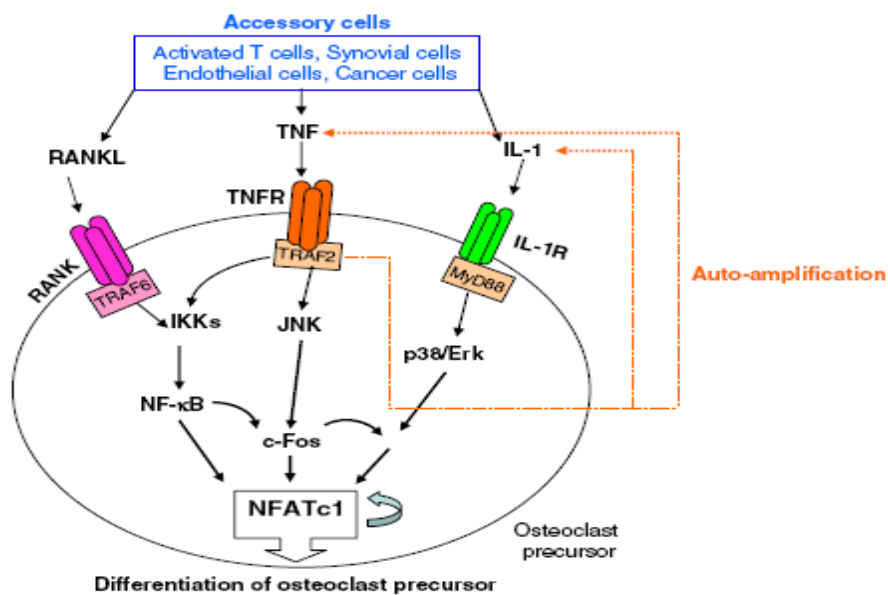 Accessory cells
Activated T cells, Synovial cells
Endothelial cells, Cancer cells
TNF
RANKL
IL-1
TNFR
IL-1R
RANK
TRAF2
TRAF6
MyD88
Auto-amplification
IKKs
JNK
p38/Erk
NF-κB
c-Fos
NFATc1
Osteoclast
precursor
Differentiation of osteoclast precursor